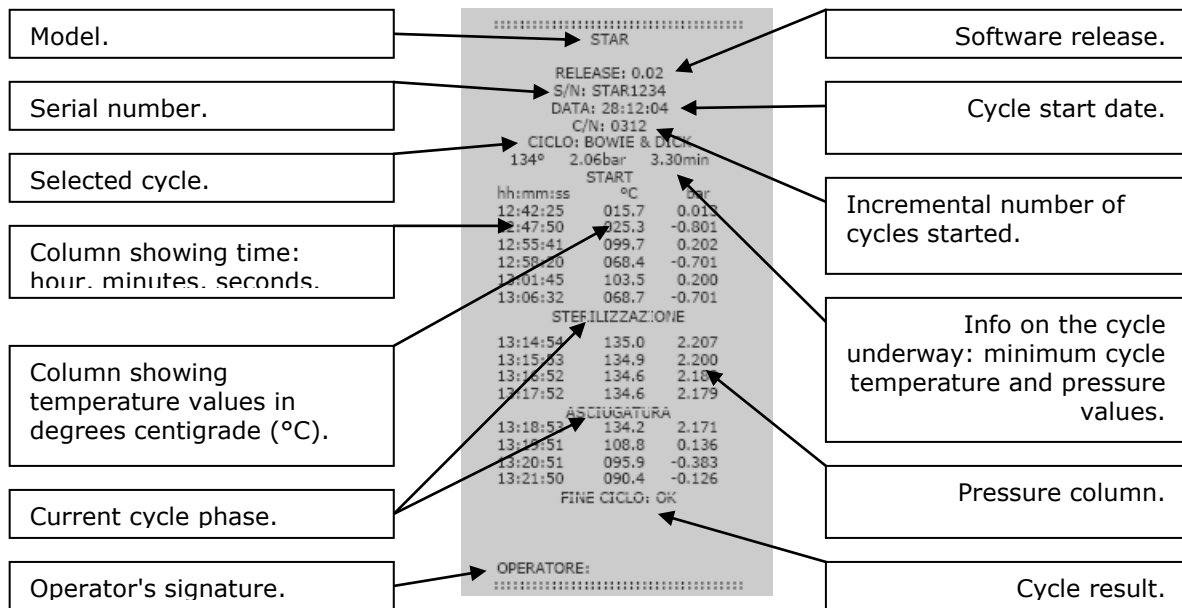 Model.
Serial number.
Selected cycle.
Column showing time:
hour, minutes, seconds.
Column showing
temperature values in
degrees centigrade (°C).
Current cycle phase.
Operator's signature.
::::::::::::::::::::::::::::::::::::::
STAR
RELEASE: 0.02
S/N: STAR1234
DATA: 28:12:04
C/N: 0312
CICLO: BOWIE & DICK
134° 2.06bar 3.30min
START
hh:mm:ss °C bar
12:42:25 015.7 0.013
12:47:50 025.3 -0.801
12:55:41 099.7 0.202
12:58:20 068.4 -0.701
13:01:45 103.5 0.200
13:06:32 068.7 -0.701
STERILIZZAZIONE
13:14:54 135.0 2.207
13:15:53 134.9 2.200
13:16:52 134.6
13:17:52 134.6 2.179
ASCIUGATURA
13:18:53 134.2 2.171
13:19:51 108.8 0.136
13:20:51 095.9 -0.383
13:21:50 090.4 -0.126
FINE CICLO: OK
OPERATORE:
::::::::::::::::::::::::::::::::::::::
Software release.
Cycle start date.
Incremental number of
cycles started.
Info on the cycle
underway: minimum cycle
temperature and pressure
values.
Pressure column.
Cycle result.